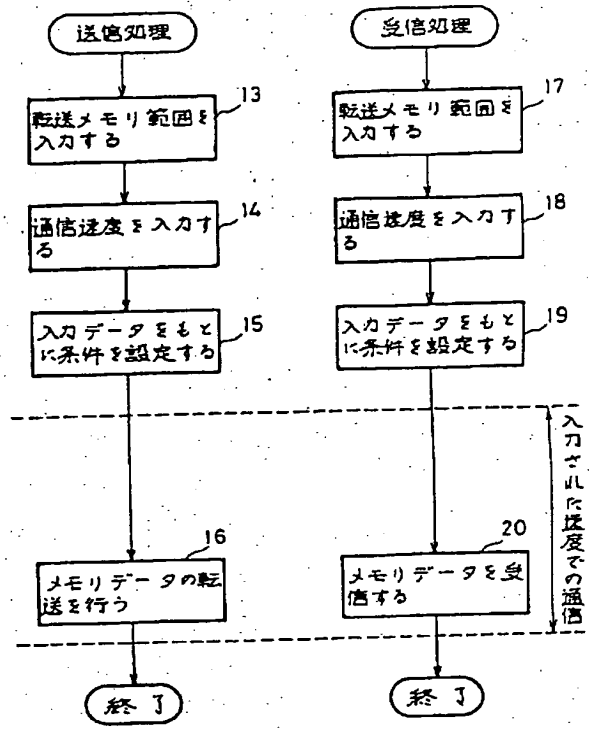 送信処理
13
転送メモリ範囲を
入力する
14
通信速度を入力す
る
15
入力データをもと
に条件を設定する
16
メモリデータの転
送を行う
終了
受信処理
17
転送メモリ範囲を
入力する
18
通信速度を入力す
る
19
入力データをもと
に条件を設定する
20
メモリデータを受
信する
終了
入力された速度での通信